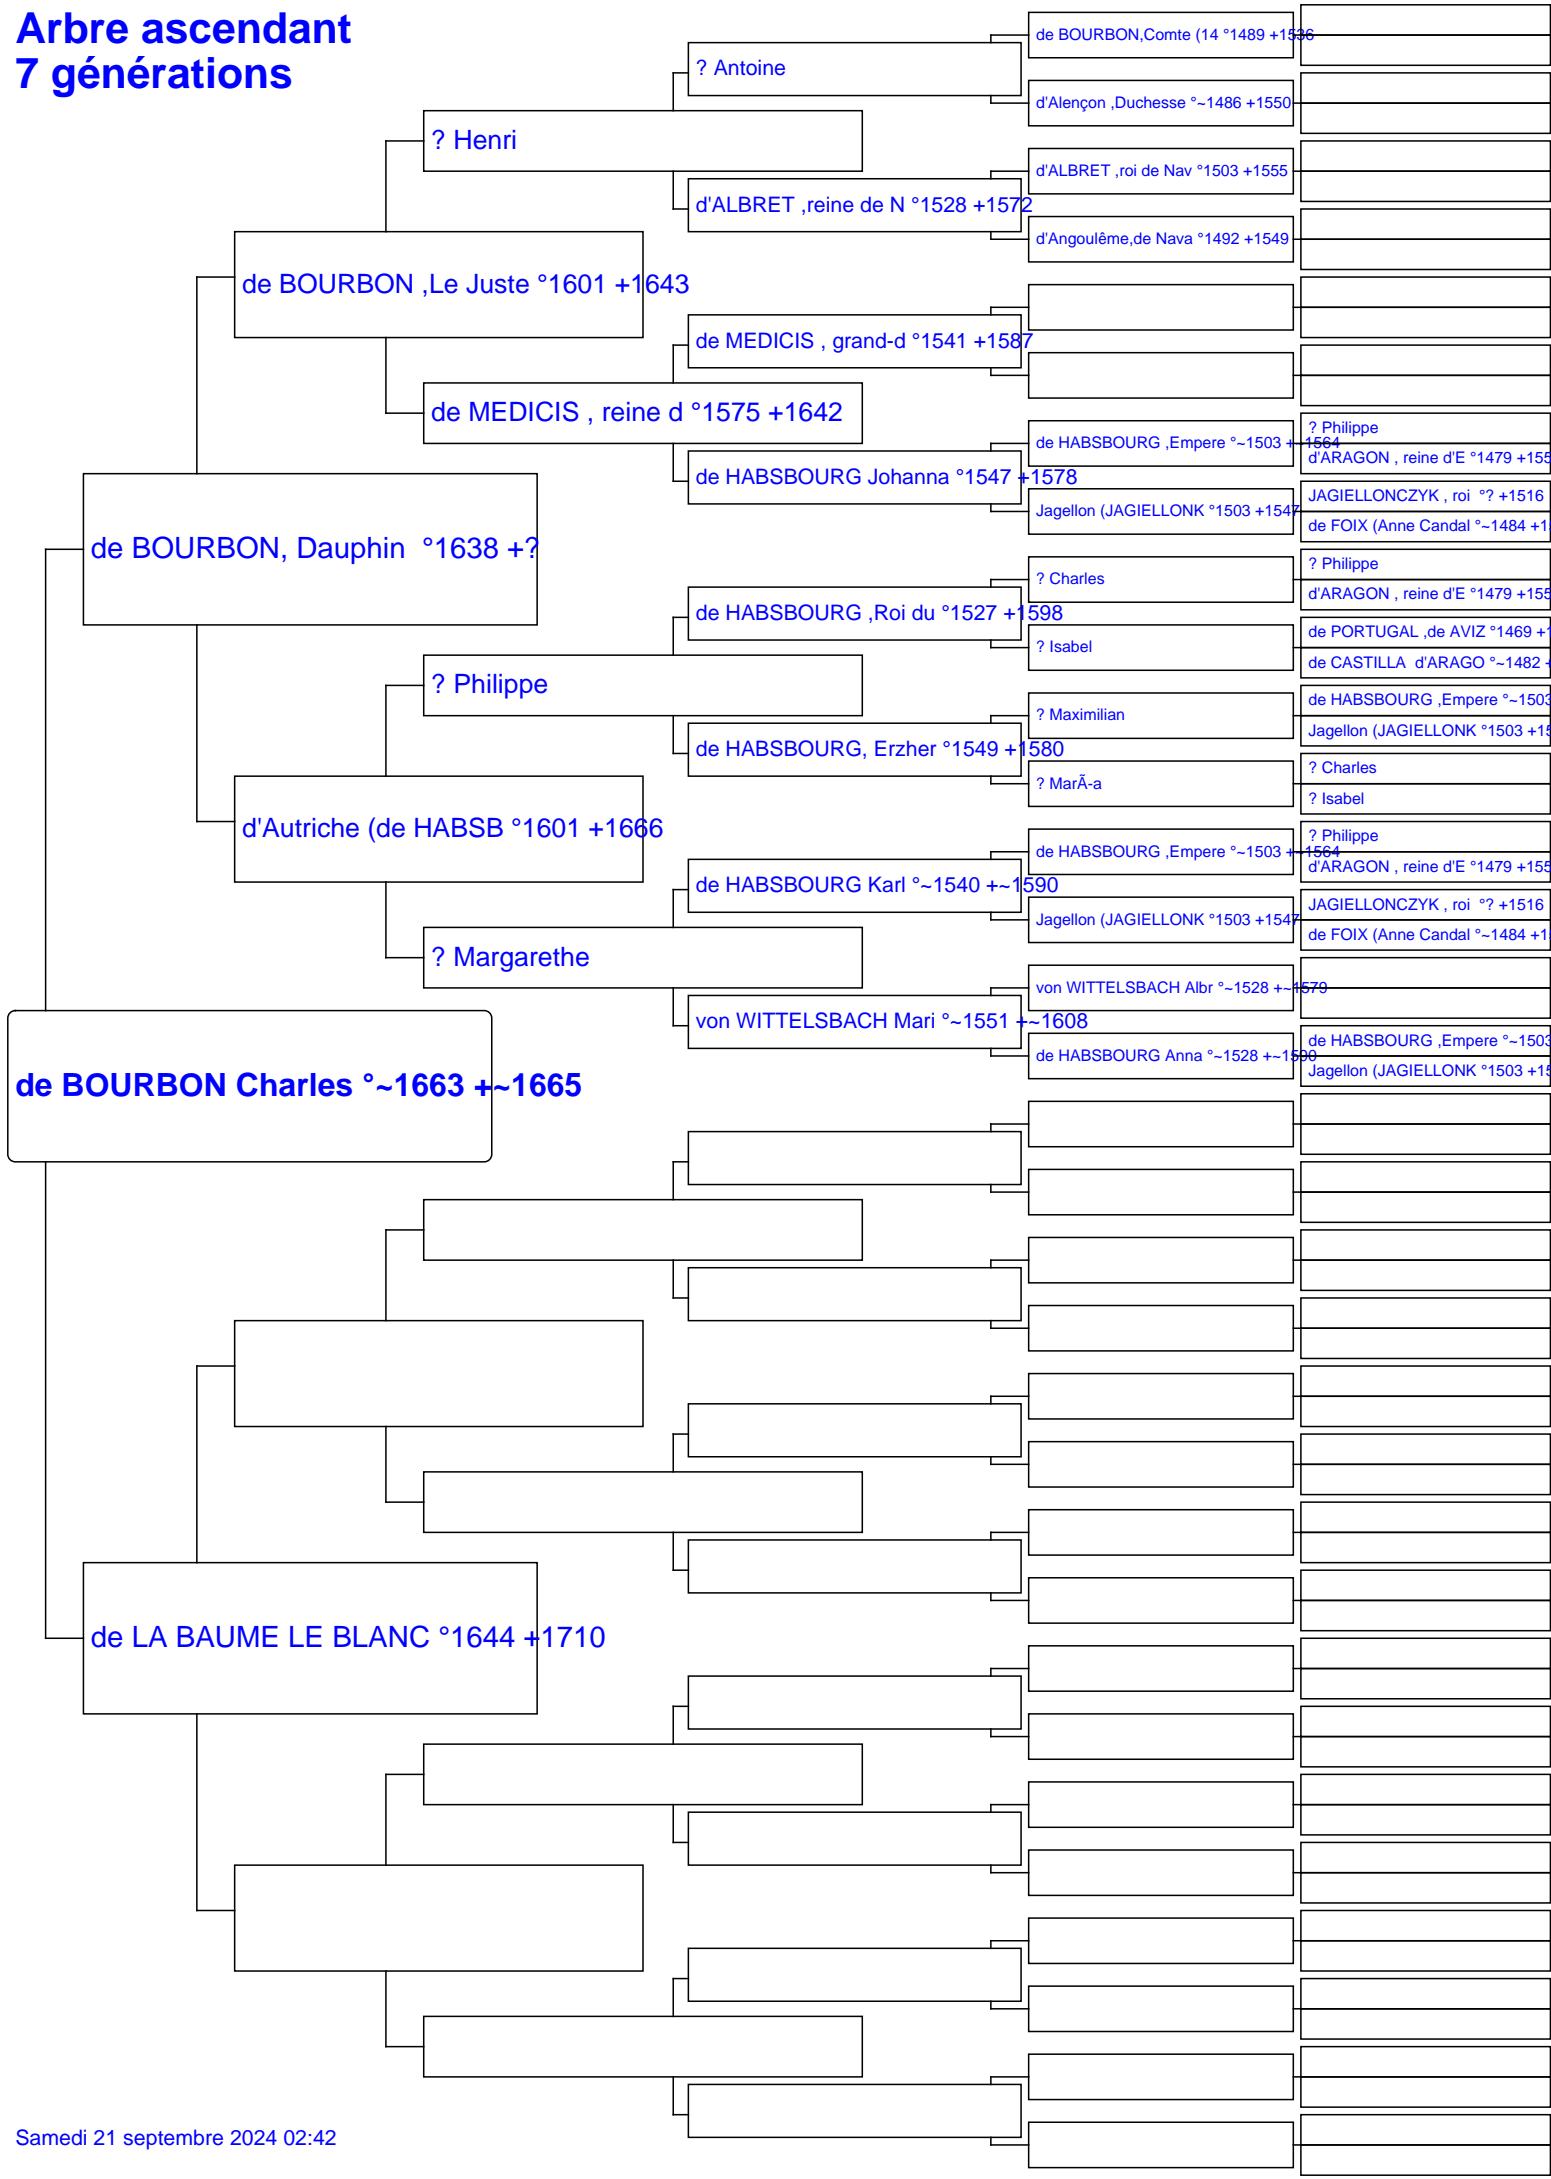 Arbre ascendant
7 générations
de BOURBON,Comte (14 °1489 +1536
? Antoine
d'Alençon ,Duchesse °~1486 +1550
? Henri
d'ALBRET ,roi de Nav °1503 +1555
d'ALBRET ,reine de N °1528 +1572
d'Angoulême,de Nava °1492 +1549
de BOURBON ,Le Juste °1601 +1643
de MEDICIS , grand-d °1541 +1587
de MEDICIS , reine d °1575 +1642
? Philippe
de HABSBOURG ,Empere °~1503 +~1564
d'ARAGON , reine d'E °1479 +155
de HABSBOURG Johanna °1547 +1578
JAGIELLONCZYK , roi °? +1516
Jagellon (JAGIELLONK °1503 +1547
de FOIX (Anne Candal °~1484 +1
de BOURBON, Dauphin °1638 +?
? Philippe
? Charles
d'ARAGON , reine d'E °1479 +155
de HABSBOURG ,Roi du °1527 +1598
de PORTUGAL ,de AVIZ °1469 +1
? Isabel
de CASTILLA d'ARAGO °~1482 +
? Philippe
de HABSBOURG ,Empere °~1503
? Maximilian
Jagellon (JAGIELLONK °1503 +15
de HABSBOURG, Erzher °1549 +1580
? Charles
? MarÃ-a
? Isabel
d'Autriche (de HABSB °1601 +1666
? Philippe
de HABSBOURG ,Empere °~1503 +~1564
d'ARAGON , reine d'E °1479 +155
de HABSBOURG Karl °~1540 +~1590
JAGIELLONCZYK , roi °? +1516
Jagellon (JAGIELLONK °1503 +1547
de FOIX (Anne Candal °~1484 +1
? Margarethe
von WITTELSBACH Albr °~1528 +~1579
von WITTELSBACH Mari °~1551 +~1608
de HABSBOURG ,Empere °~1503
de HABSBOURG Anna °~1528 +~1590
Jagellon (JAGIELLONK °1503 +15
de BOURBON Charles °~1663 +~1665
de LA BAUME LE BLANC °1644 +1710
Samedi 21 septembre 2024 02:42